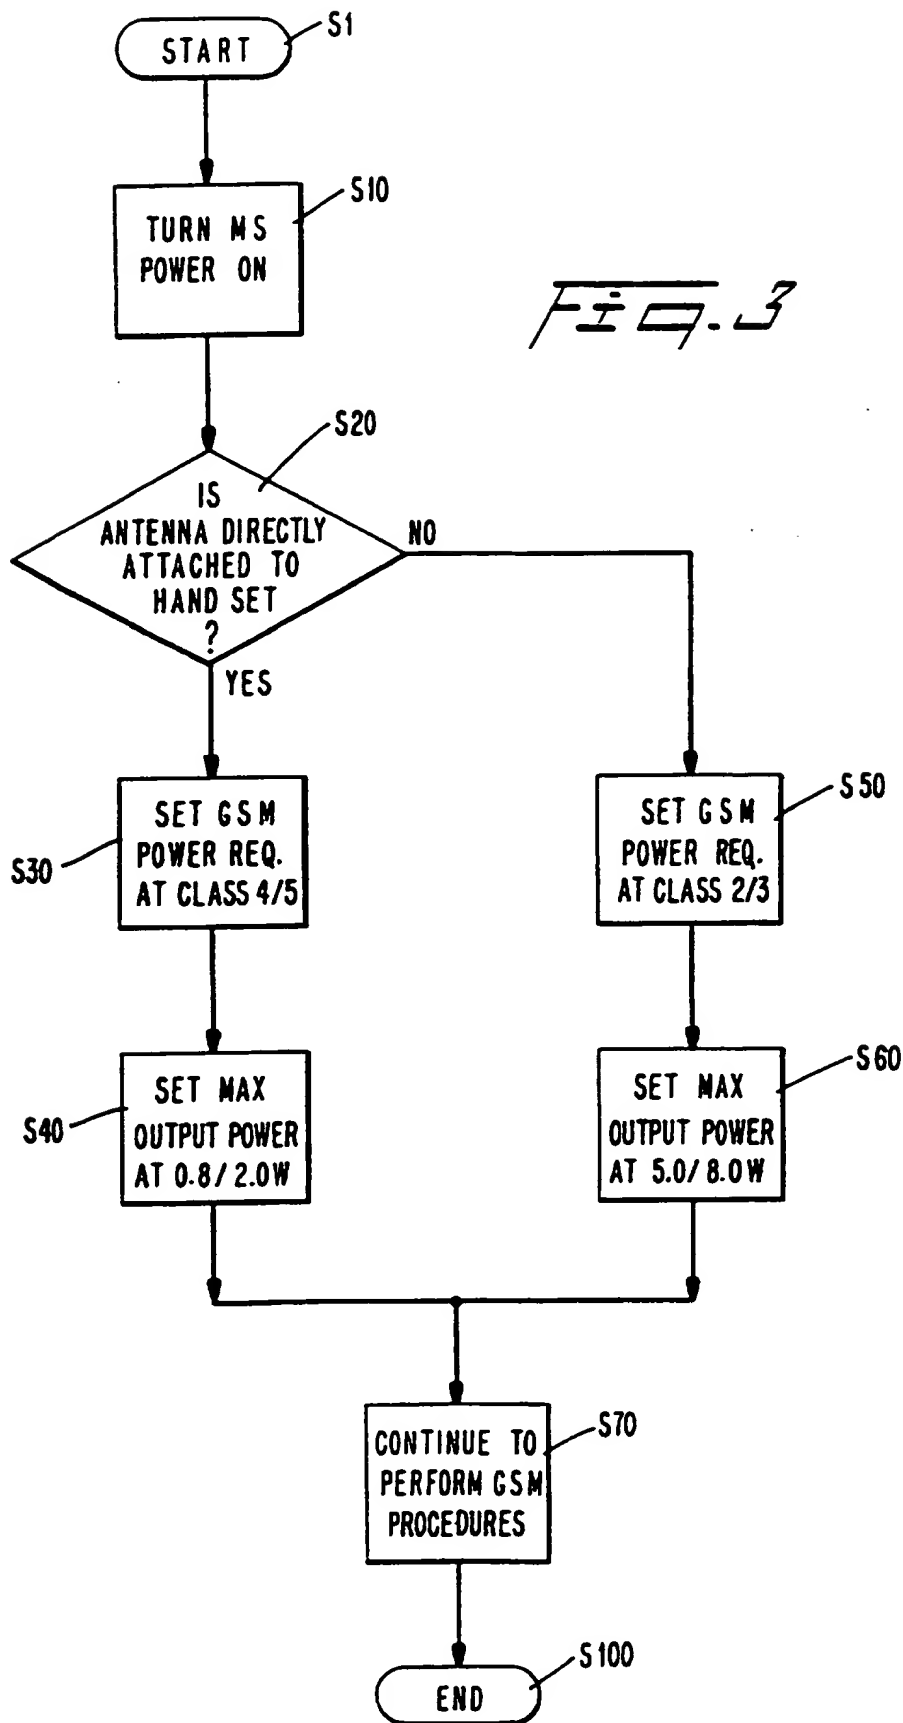 START
S1
TURN MS
POWER ON
S10
Fig. 3
IS
ANTENNA DIRECTLY
ATTACHED TO
HAND SET
?
S20
NO
YES
SET GSM
POWER REQ.
AT CLASS 4/5
S30
SET GSM
POWER REQ.
AT CLASS 2/3
S50
SET MAX
OUTPUT POWER
AT 0.8/2.0W
S40
SET MAX
OUTPUT POWER
AT 5.0/8.0W
S60
CONTINUE TO
PERFORM GSM
PROCEDURES
S70
END
S100